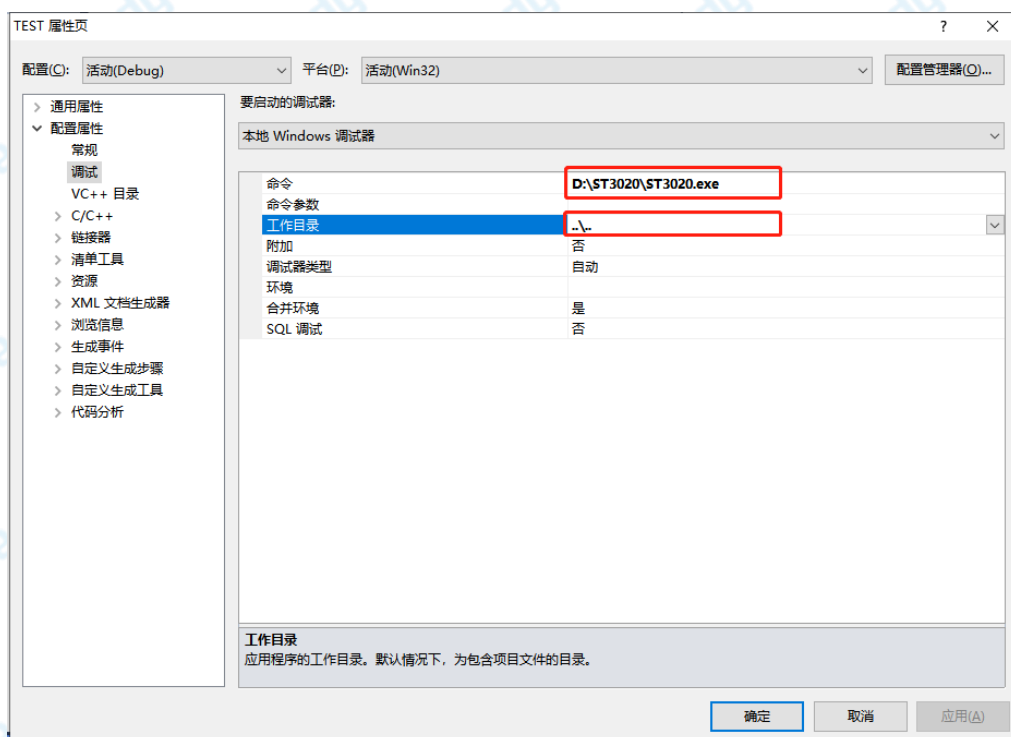 TEST 属性页
配置(C): 活动(Debug) 平台(P): 活动(Win32) 配置管理器(O)...
通用属性
配置属性
常规
调试
VC++ 目录
C/C++
链接器
清单工具
资源
XML 文档生成器
浏览信息
生成事件
自定义生成步骤
自定义生成工具
代码分析
要启动的调试器:
本地 Windows 调试器
命令 D:\ST3020\ST3020.exe
命令参数
工作目录 ..\..
附加 否
调试器类型 自动
环境
合并环境 是
SQL 调试 否
工作目录
应用程序的工作目录。默认情况下，为包含项目文件的目录。
确定 取消 应用(A)